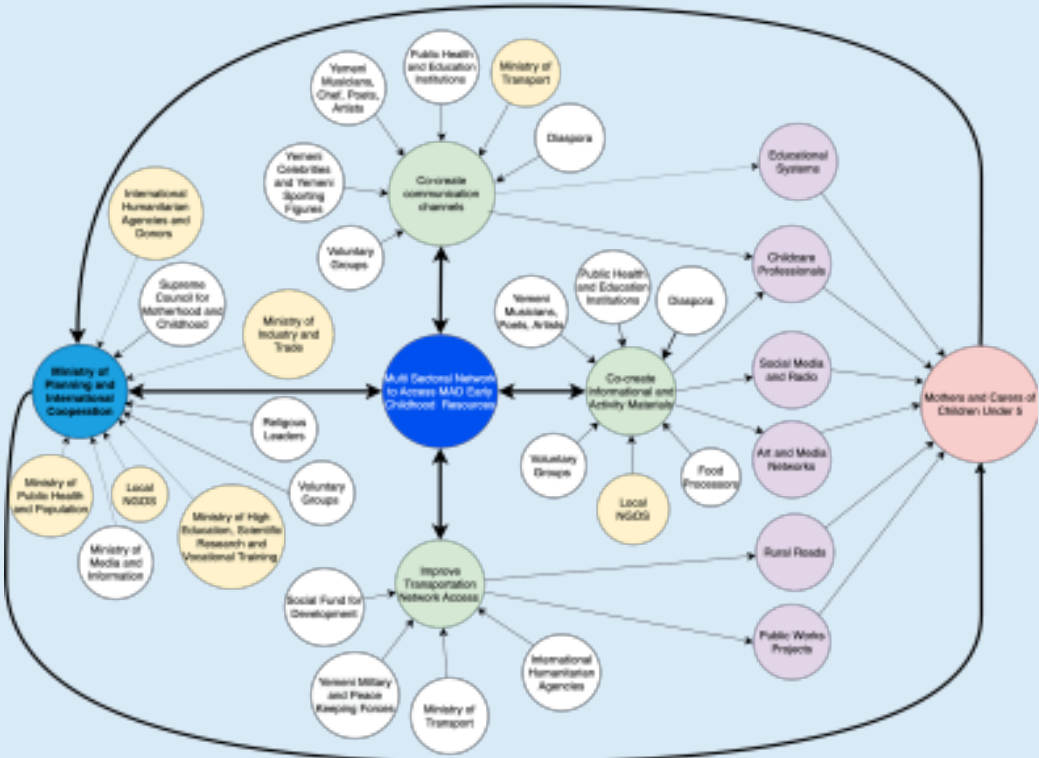 Public Health
and Education
Institutions
Ministry of
Transport
Yemeni
Musicians,
Chef, Poets,
Artists
Diaspora
Yemeni
Celebrities
and Yemeni
Sporting
Figures
Co-create
communication
channels
Educational
Systems
International
Humanitarian
Agencies and
Donors
Voluntary
Groups
Childcare
Professionals
Supreme
Council for
Motherhood and
Childhood
Public Health
and Education
Institutions
Yemeni
Musicians,
Poets, Artists
Diaspora
Ministry of
Industry and
Trade
Ministry of
Planning and
International
Cooperation
Multi Sectoral Network
to Access MAD Early
Childhood Resources
Co-create
Informational and
Activity Materials
Social Media
and Radio
Mothers and Carers of
Children Under 5
Religious
Leaders
Art and Media
Networks
Voluntary
Groups
Voluntary
Groups
Food
Processors
Ministry of
Public Health
and Population
Local
NGOS
Local
NGOS
Ministry of High
Education, Scientific
Research and
Vocational Training
Ministry of
Media and
Information
Rural Roads
Improve
Transportation
Network Access
Social Fund for
Development
Public Works
Projects
International
Humanitarian
Agencies
Yemeni Military
and Peace
Keeping Forces
Ministry of
Transport